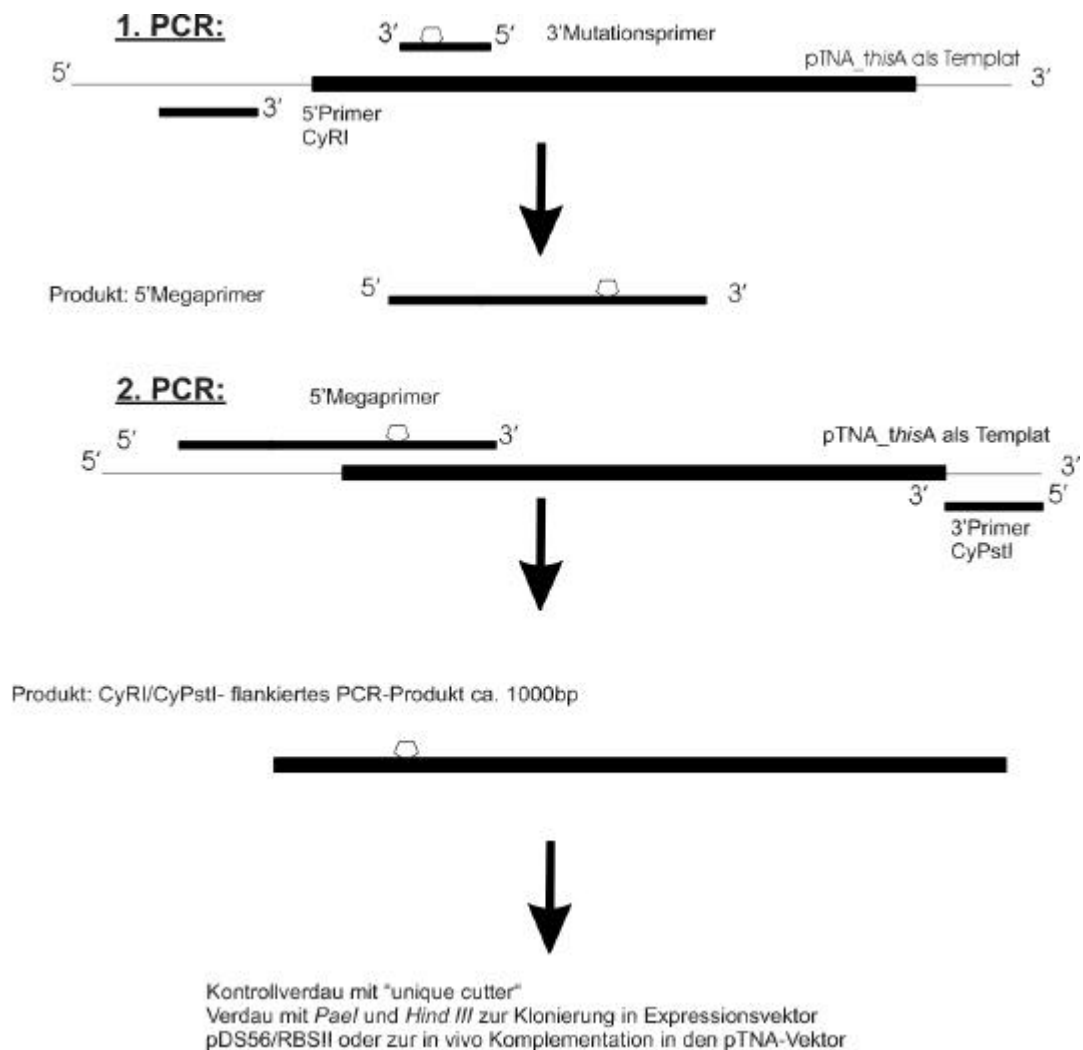 1. PCR:
3' 5' 3'Mutationsprimer
pTNA_thisA als Templat
5' 3'
3' 5'Primer
CyRI
Produkt: 5'Megaprimer 5' 3'
2. PCR:
5'Megaprimer
5' 3' pTNA_thisA als Templat
5' 3'
3' 5'
3'Primer
CyPstI
Produkt: CyRI/CyPstI- flankiertes PCR-Produkt ca. 1000bp
Kontrollverdau mit "unique cutter"
Verdau mit PaeI und Hind III zur Klonierung in Expressionsvektor
pDS56/RBSII oder zur in vivo Komplementation in den pTNA-Vektor